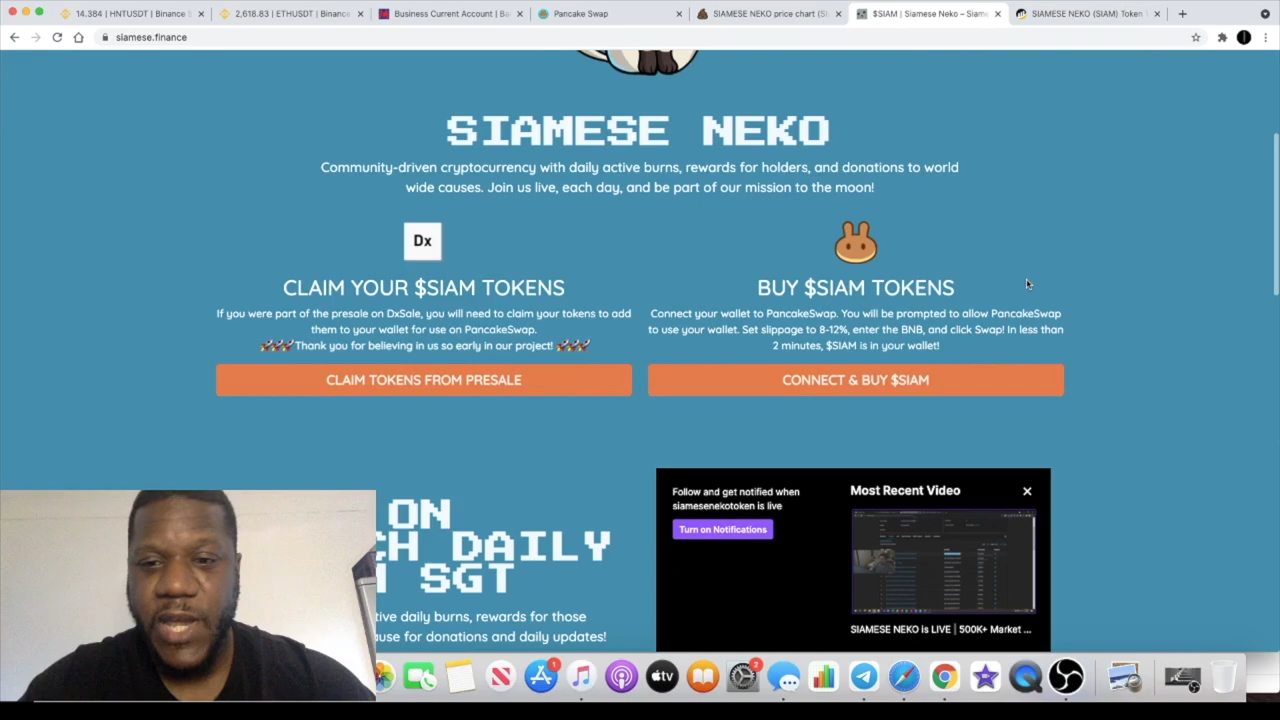 14.384 | HNTUSDT | Binance
2,618.83 | ETHUSDT | Binance
Business Current Account | Ba
Pancake Swap
SIAMESE NEKO price chart (SI
$SIAM | Siamese Neko – Siame
SIAMESE NEKO (SIAM) Token
siamese.finance
SIAMESE NEKO
Community-driven cryptocurrency with daily active burns, rewards for holders, and donations to world
wide causes. Join us live, each day, and be part of our mission to the moon!
Dx
CLAIM YOUR $SIAM TOKENS
If you were part of the presale on DxSale, you will need to claim your tokens to add
them to your wallet for use on PancakeSwap.
🚀🚀🚀Thank you for believing in us so early in our project! 🚀🚀🚀
CLAIM TOKENS FROM PRESALE
BUY $SIAM TOKENS
Connect your wallet to PancakeSwap. You will be prompted to allow PancakeSwap
to use your wallet. Set slippage to 8-12%, enter the BNB, and click Swap! In less than
2 minutes, $SIAM is in your wallet!
CONNECT & BUY $SIAM
ON
CH DAILY
SGT
tive daily burns, rewards for those
ause for donations and daily updates!
Follow and get notified when
siamesenekotoken is live
Turn on Notifications
Most Recent Video
SIAMESE NEKO is LIVE | 500K+ Market ...
1
tv
2